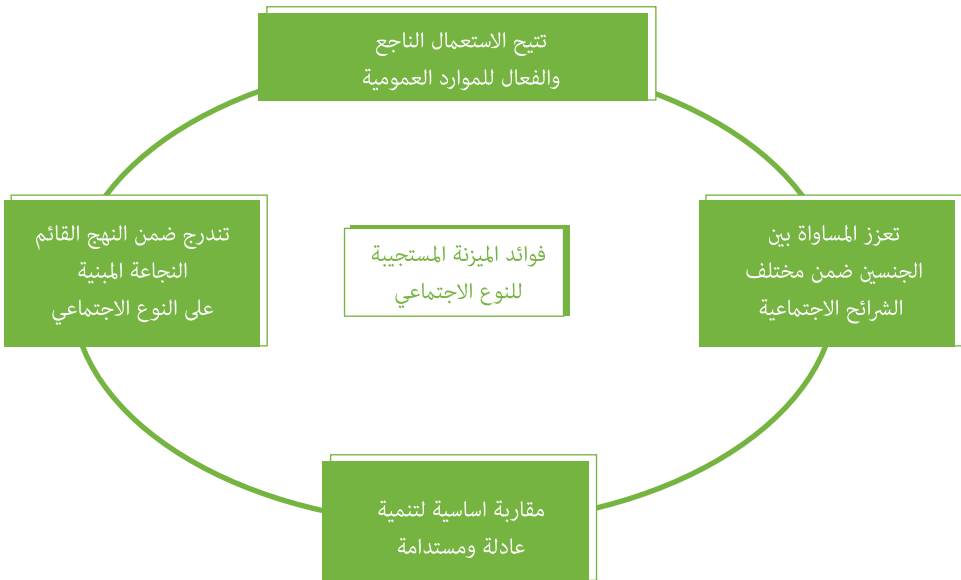 تتيح الاستعمال الناجع
والفعال للموارد العمومية
تعزز المساواة بين
الجنسين ضمن مختلف
الشرائح الاجتماعية
فوائد الميزنة المستجيبة
للنوع الاجتماعي
تندرج ضمن النهج القائم
النجاعة المبنية
على النوع الاجتماعي
مقاربة اساسية لتنمية
عادلة ومستدامة